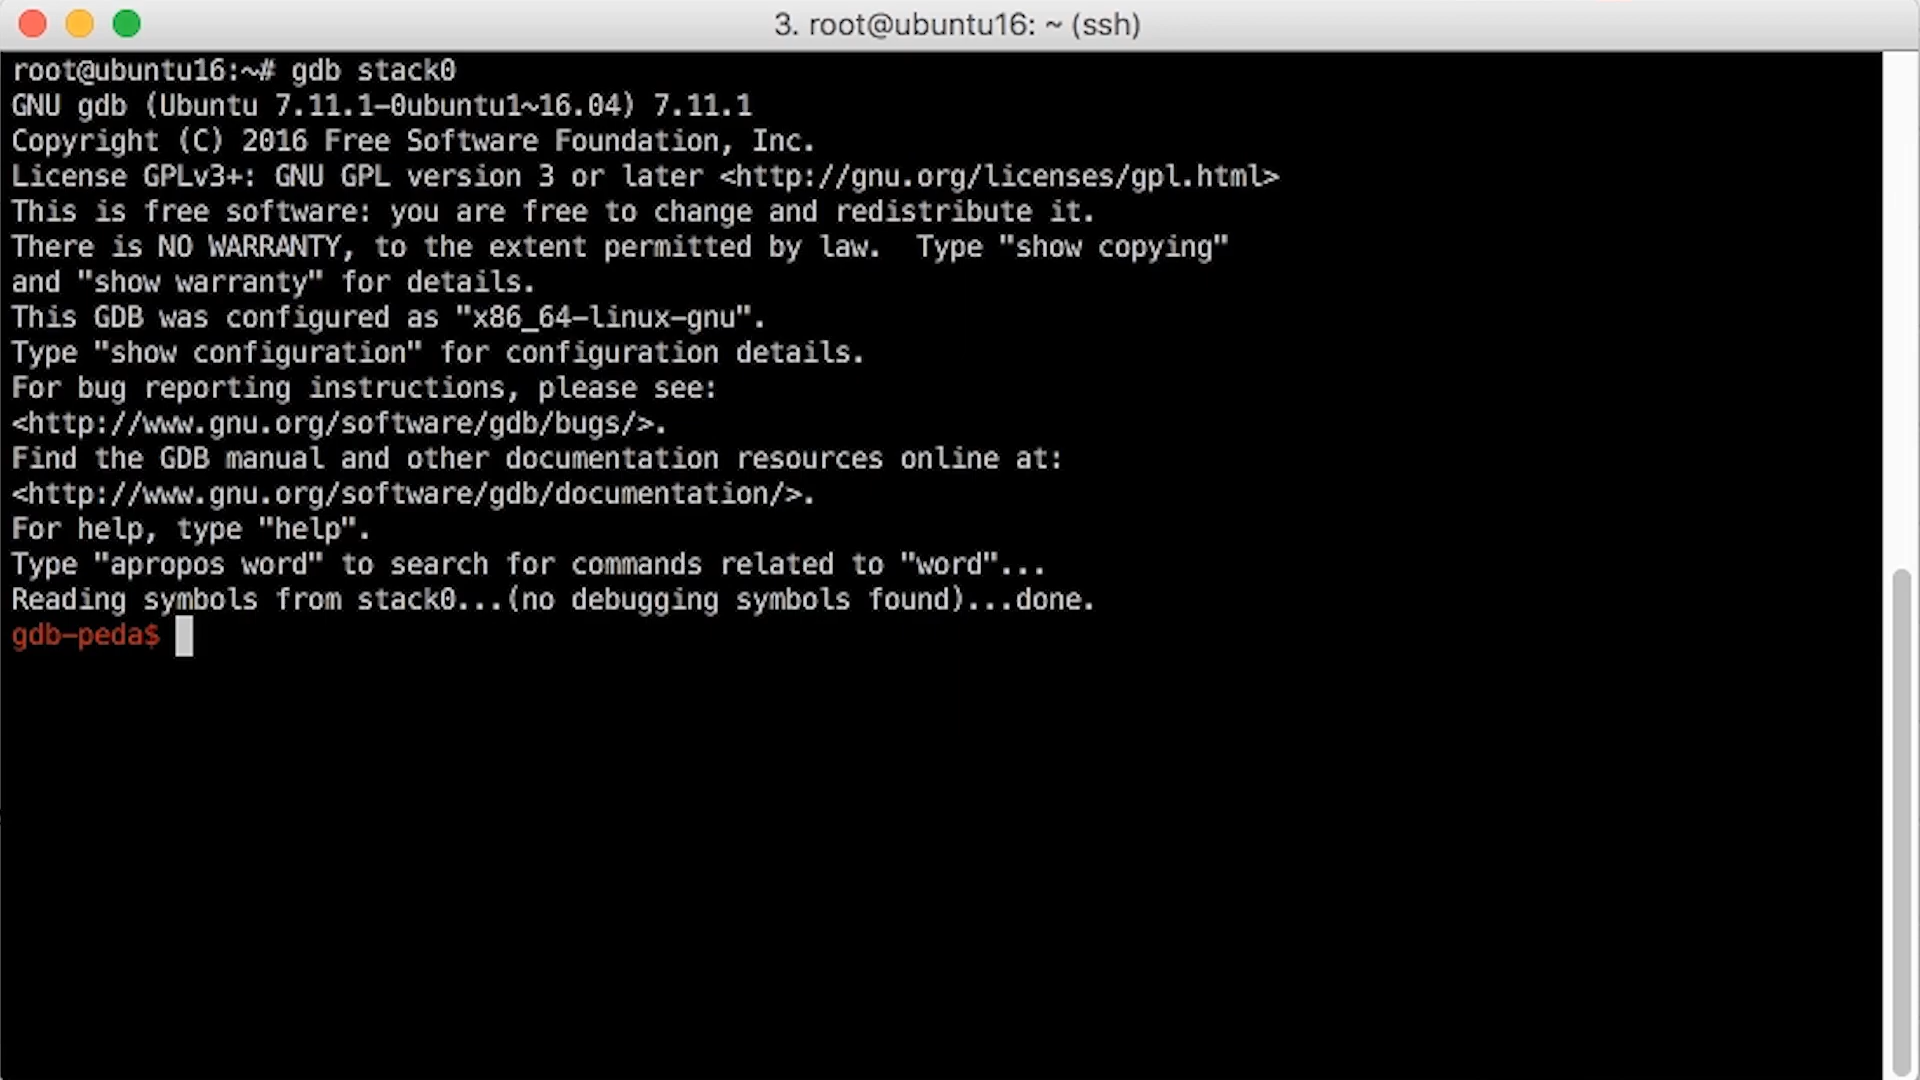 3. root@ubuntu16: ~ (ssh)
root@ubuntu16:~# gdb stack0
GNU gdb (Ubuntu 7.11.1-0ubuntu1~16.04) 7.11.1
Copyright (C) 2016 Free Software Foundation, Inc.
License GPLv3+: GNU GPL version 3 or later <http://gnu.org/licenses/gpl.html>
This is free software: you are free to change and redistribute it.
There is NO WARRANTY, to the extent permitted by law.  Type "show copying"
and "show warranty" for details.
This GDB was configured as "x86_64-linux-gnu".
Type "show configuration" for configuration details.
For bug reporting instructions, please see:
<http://www.gnu.org/software/gdb/bugs/>.
Find the GDB manual and other documentation resources online at:
<http://www.gnu.org/software/gdb/documentation/>.
For help, type "help".
Type "apropos word" to search for commands related to "word"...
Reading symbols from stack0...(no debugging symbols found)...done.
gdb-peda$